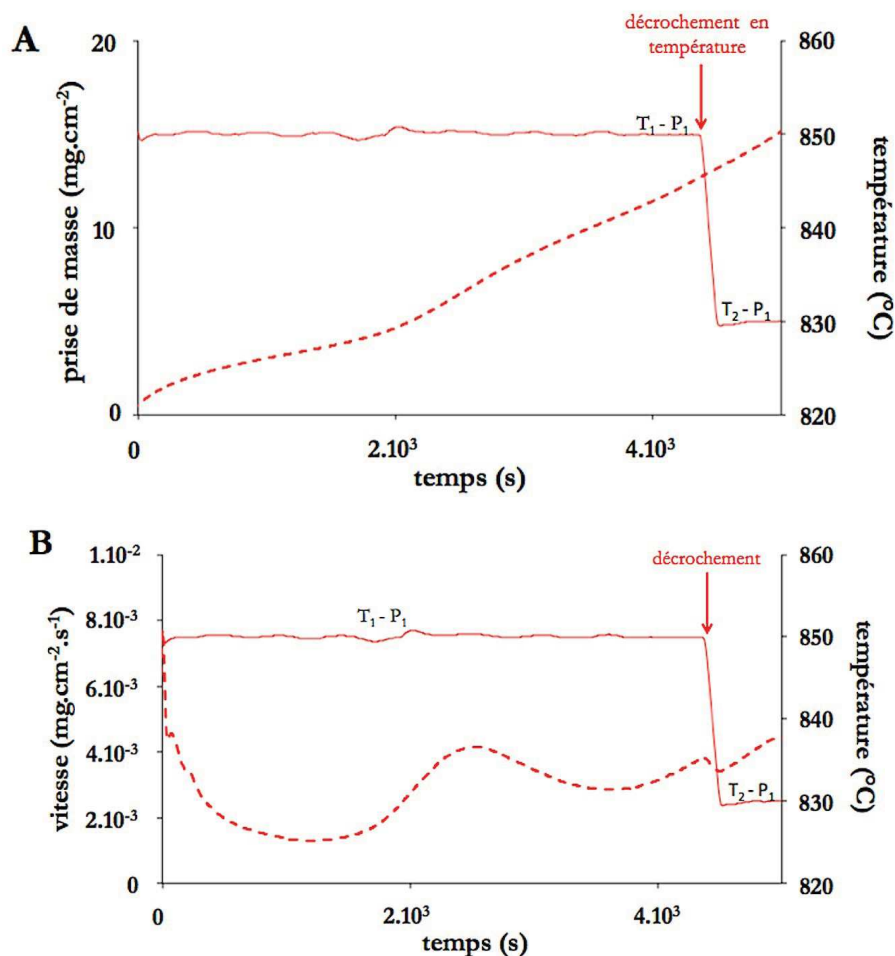 A
décrochement en
température
20
10
0
prise de masse (mg.cm-2)
T1 - P1
T2 - P1
860
850
840
830
820
température (°C)
0
2.10³
4.10³
temps (s)
B
décrochement
1.10-2
8.10-3
6.10-3
4.10-3
2.10-3
0
vitesse (mg.cm-2.s-1)
T1 - P1
T2 - P1
860
850
840
830
820
température (°C)
0
2.10³
4.10³
temps (s)